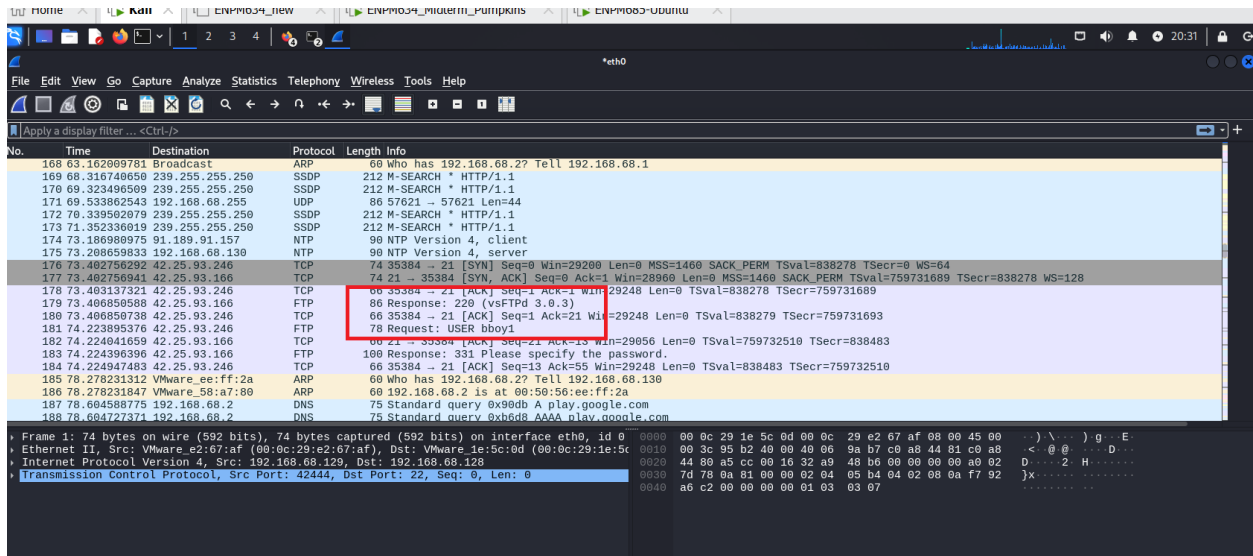 Home
Kali
ENPM634_new
ENPM634_Midterm_Pumpkins
ENPM685-Ubuntu
1 2 3 4
20:31
*eth0
File Edit View Go Capture Analyze Statistics Telephony Wireless Tools Help
Apply a display filter ... <Ctrl-/>
No. Time Destination Protocol Length Info
168 63.162009781 Broadcast ARP 60 Who has 192.168.68.2? Tell 192.168.68.1
169 68.316740650 239.255.255.250 SSDP 212 M-SEARCH * HTTP/1.1
170 69.323496509 239.255.255.250 SSDP 212 M-SEARCH * HTTP/1.1
171 69.533862543 192.168.68.255 UDP 86 57621 → 57621 Len=44
172 70.339502079 239.255.255.250 SSDP 212 M-SEARCH * HTTP/1.1
173 71.352336019 239.255.255.250 SSDP 212 M-SEARCH * HTTP/1.1
174 73.186980975 91.189.91.157 NTP 90 NTP Version 4, client
175 73.208659833 192.168.68.130 NTP 90 NTP Version 4, server
176 73.402756292 42.25.93.246 TCP 74 35384 → 21 [SYN] Seq=0 Win=29200 Len=0 MSS=1460 SACK_PERM TSval=838278 TSecr=0 WS=64
177 73.402756941 42.25.93.166 TCP 74 21 → 35384 [SYN, ACK] Seq=0 Ack=1 Win=28960 Len=0 MSS=1460 SACK_PERM TSval=759731689 TSecr=838278 WS=128
178 73.403137321 42.25.93.246 TCP 66 35384 → 21 [ACK] Seq=1 Ack=1 Win=29248 Len=0 TSval=838278 TSecr=759731689
179 73.406850588 42.25.93.166 FTP 86 Response: 220 (vsFTPd 3.0.3)
180 73.406850738 42.25.93.246 TCP 66 35384 → 21 [ACK] Seq=1 Ack=21 Win=29248 Len=0 TSval=838279 TSecr=759731693
181 74.223895376 42.25.93.246 FTP 78 Request: USER bboy1
182 74.224041659 42.25.93.166 TCP 66 21 → 35384 [ACK] Seq=21 Ack=13 Win=29056 Len=0 TSval=759732510 TSecr=838483
183 74.224396396 42.25.93.166 FTP 100 Response: 331 Please specify the password.
184 74.224947483 42.25.93.246 TCP 66 35384 → 21 [ACK] Seq=13 Ack=55 Win=29248 Len=0 TSval=838483 TSecr=759732510
185 78.278231312 VMware_ee:ff:2a ARP 60 Who has 192.168.68.2? Tell 192.168.68.130
186 78.278231847 VMware_58:a7:80 ARP 60 192.168.68.2 is at 00:50:56:ee:ff:2a
187 78.604588775 192.168.68.2 DNS 75 Standard query 0x90db A play.google.com
188 78.604727371 192.168.68.2 DNS 75 Standard query 0xb6d8 AAAA play.google.com
Frame 1: 74 bytes on wire (592 bits), 74 bytes captured (592 bits) on interface eth0, id 0
Ethernet II, Src: VMware_e2:67:af (00:0c:29:e2:67:af), Dst: VMware_1e:5c:0d (00:0c:29:1e:5c
Internet Protocol Version 4, Src: 192.168.68.129, Dst: 192.168.68.128
Transmission Control Protocol, Src Port: 42444, Dst Port: 22, Seq: 0, Len: 0
0000 00 0c 29 1e 5c 0d 00 0c 29 e2 67 af 08 00 45 00 ··)·\··· )·g···E·
0010 00 3c 95 b2 40 00 40 06 9a b7 c0 a8 44 81 c0 a8 ·<··@·@· ····D···
0020 44 80 a5 cc 00 16 32 a9 48 b6 00 00 00 00 a0 02 D·····2· H·······
0030 7d 78 0a 81 00 00 02 04 05 b4 04 02 08 0a f7 92 }x······ ········
0040 a6 c2 00 00 00 00 01 03 03 07 ········ ··